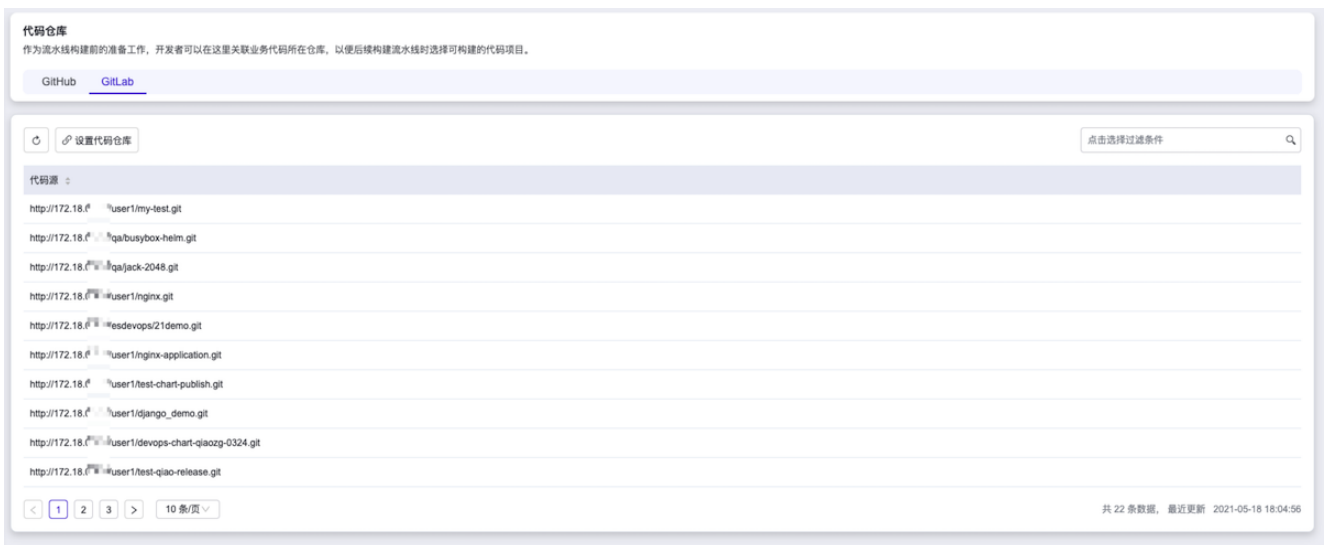 代码仓库
作为流水线构建前的准备工作，开发者可以在这里关联业务代码所在仓库，以便后续构建流水线时选择可构建的代码项目。
GitHub GitLab
设置代码仓库 点击选择过滤条件
代码源
http://172.18. user1/my-test.git
http://172.18. qa/busybox-helm.git
http://172.18. qa/jack-2048.git
http://172.18. user1/nginx.git
http://172.18. esdevops/21demo.git
http://172.18. user1/nginx-application.git
http://172.18. user1/test-chart-publish.git
http://172.18. user1/django_demo.git
http://172.18. user1/devops-chart-qiaozg-0324.git
http://172.18. user1/test-qiao-release.git
< 1 2 3 > 10 条/页 共 22 条数据， 最近更新 2021-05-18 18:04:56